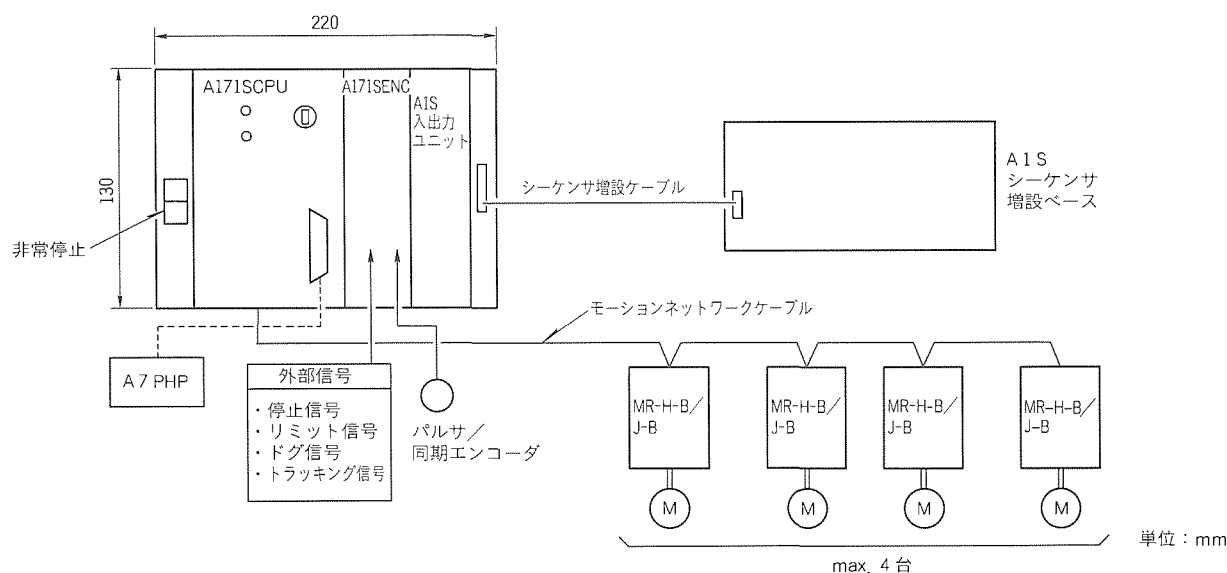 220
130
A171SCPU
A171SENC
A1S
入出力
ユニット
非常停止
シーケンサ増設ケーブル
A1S
シーケンサ
増設ベース
モーションネットワークケーブル
A7PHP
外部信号
・停止信号
・リミット信号
・ドグ信号
・トラッキング信号
パルサ／
同期エンコーダ
MR-H-B／
J-B
MR-H-B／
J-B
MR-H-B／
J-B
MR-H-B／
J-B
M
M
M
M
max. 4台
単位：mm